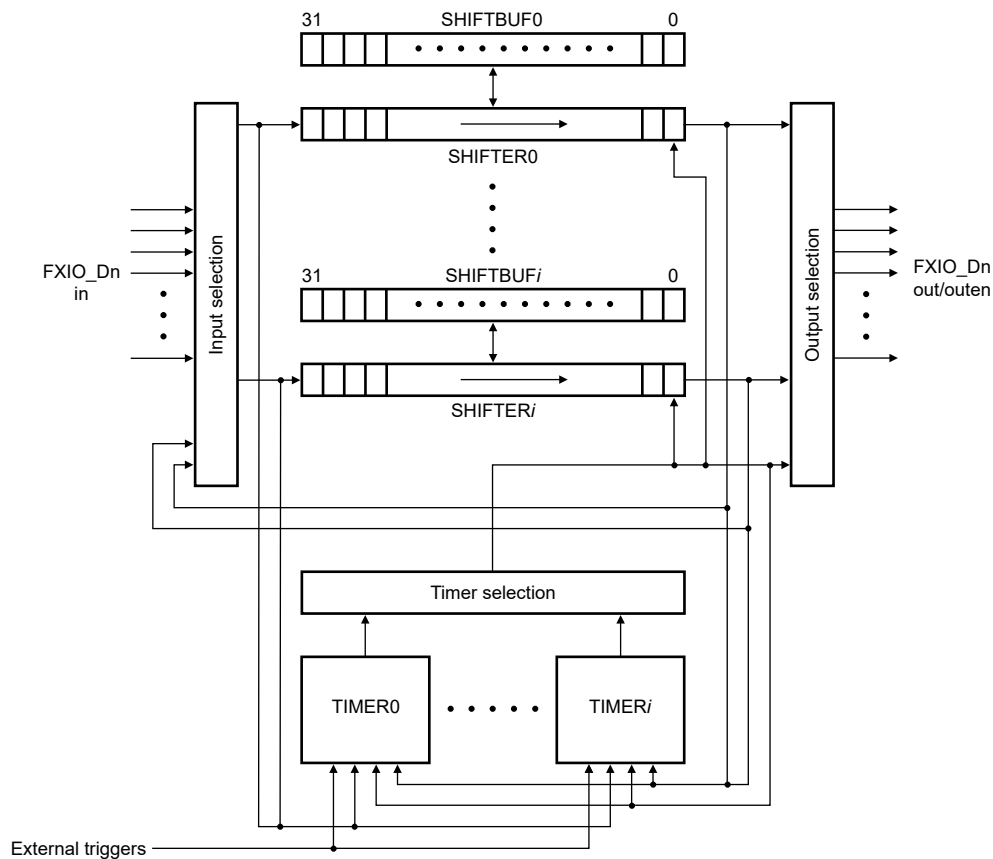 31 SHIFTBUF0 0
SHIFTER0
FXIO_Dn
in
Input selection
31 SHIFTBUFi 0
SHIFTERi
Output selection
FXIO_Dn
out/outen
Timer selection
TIMER0
TIMERi
External triggers